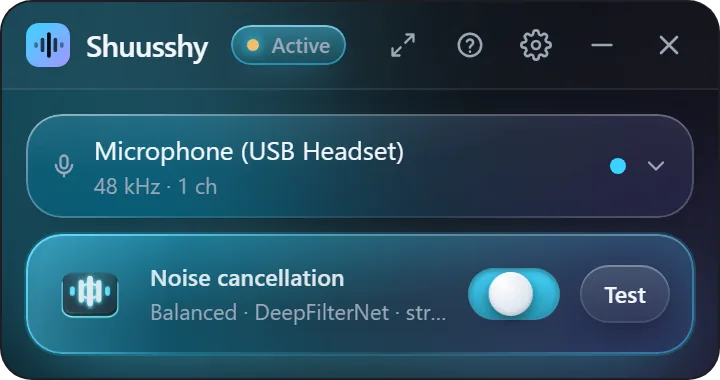 Shuusshy
Active
Microphone (USB Headset)
48 kHz · 1 ch
Noise cancellation
Balanced · DeepFilterNet · str...
Test